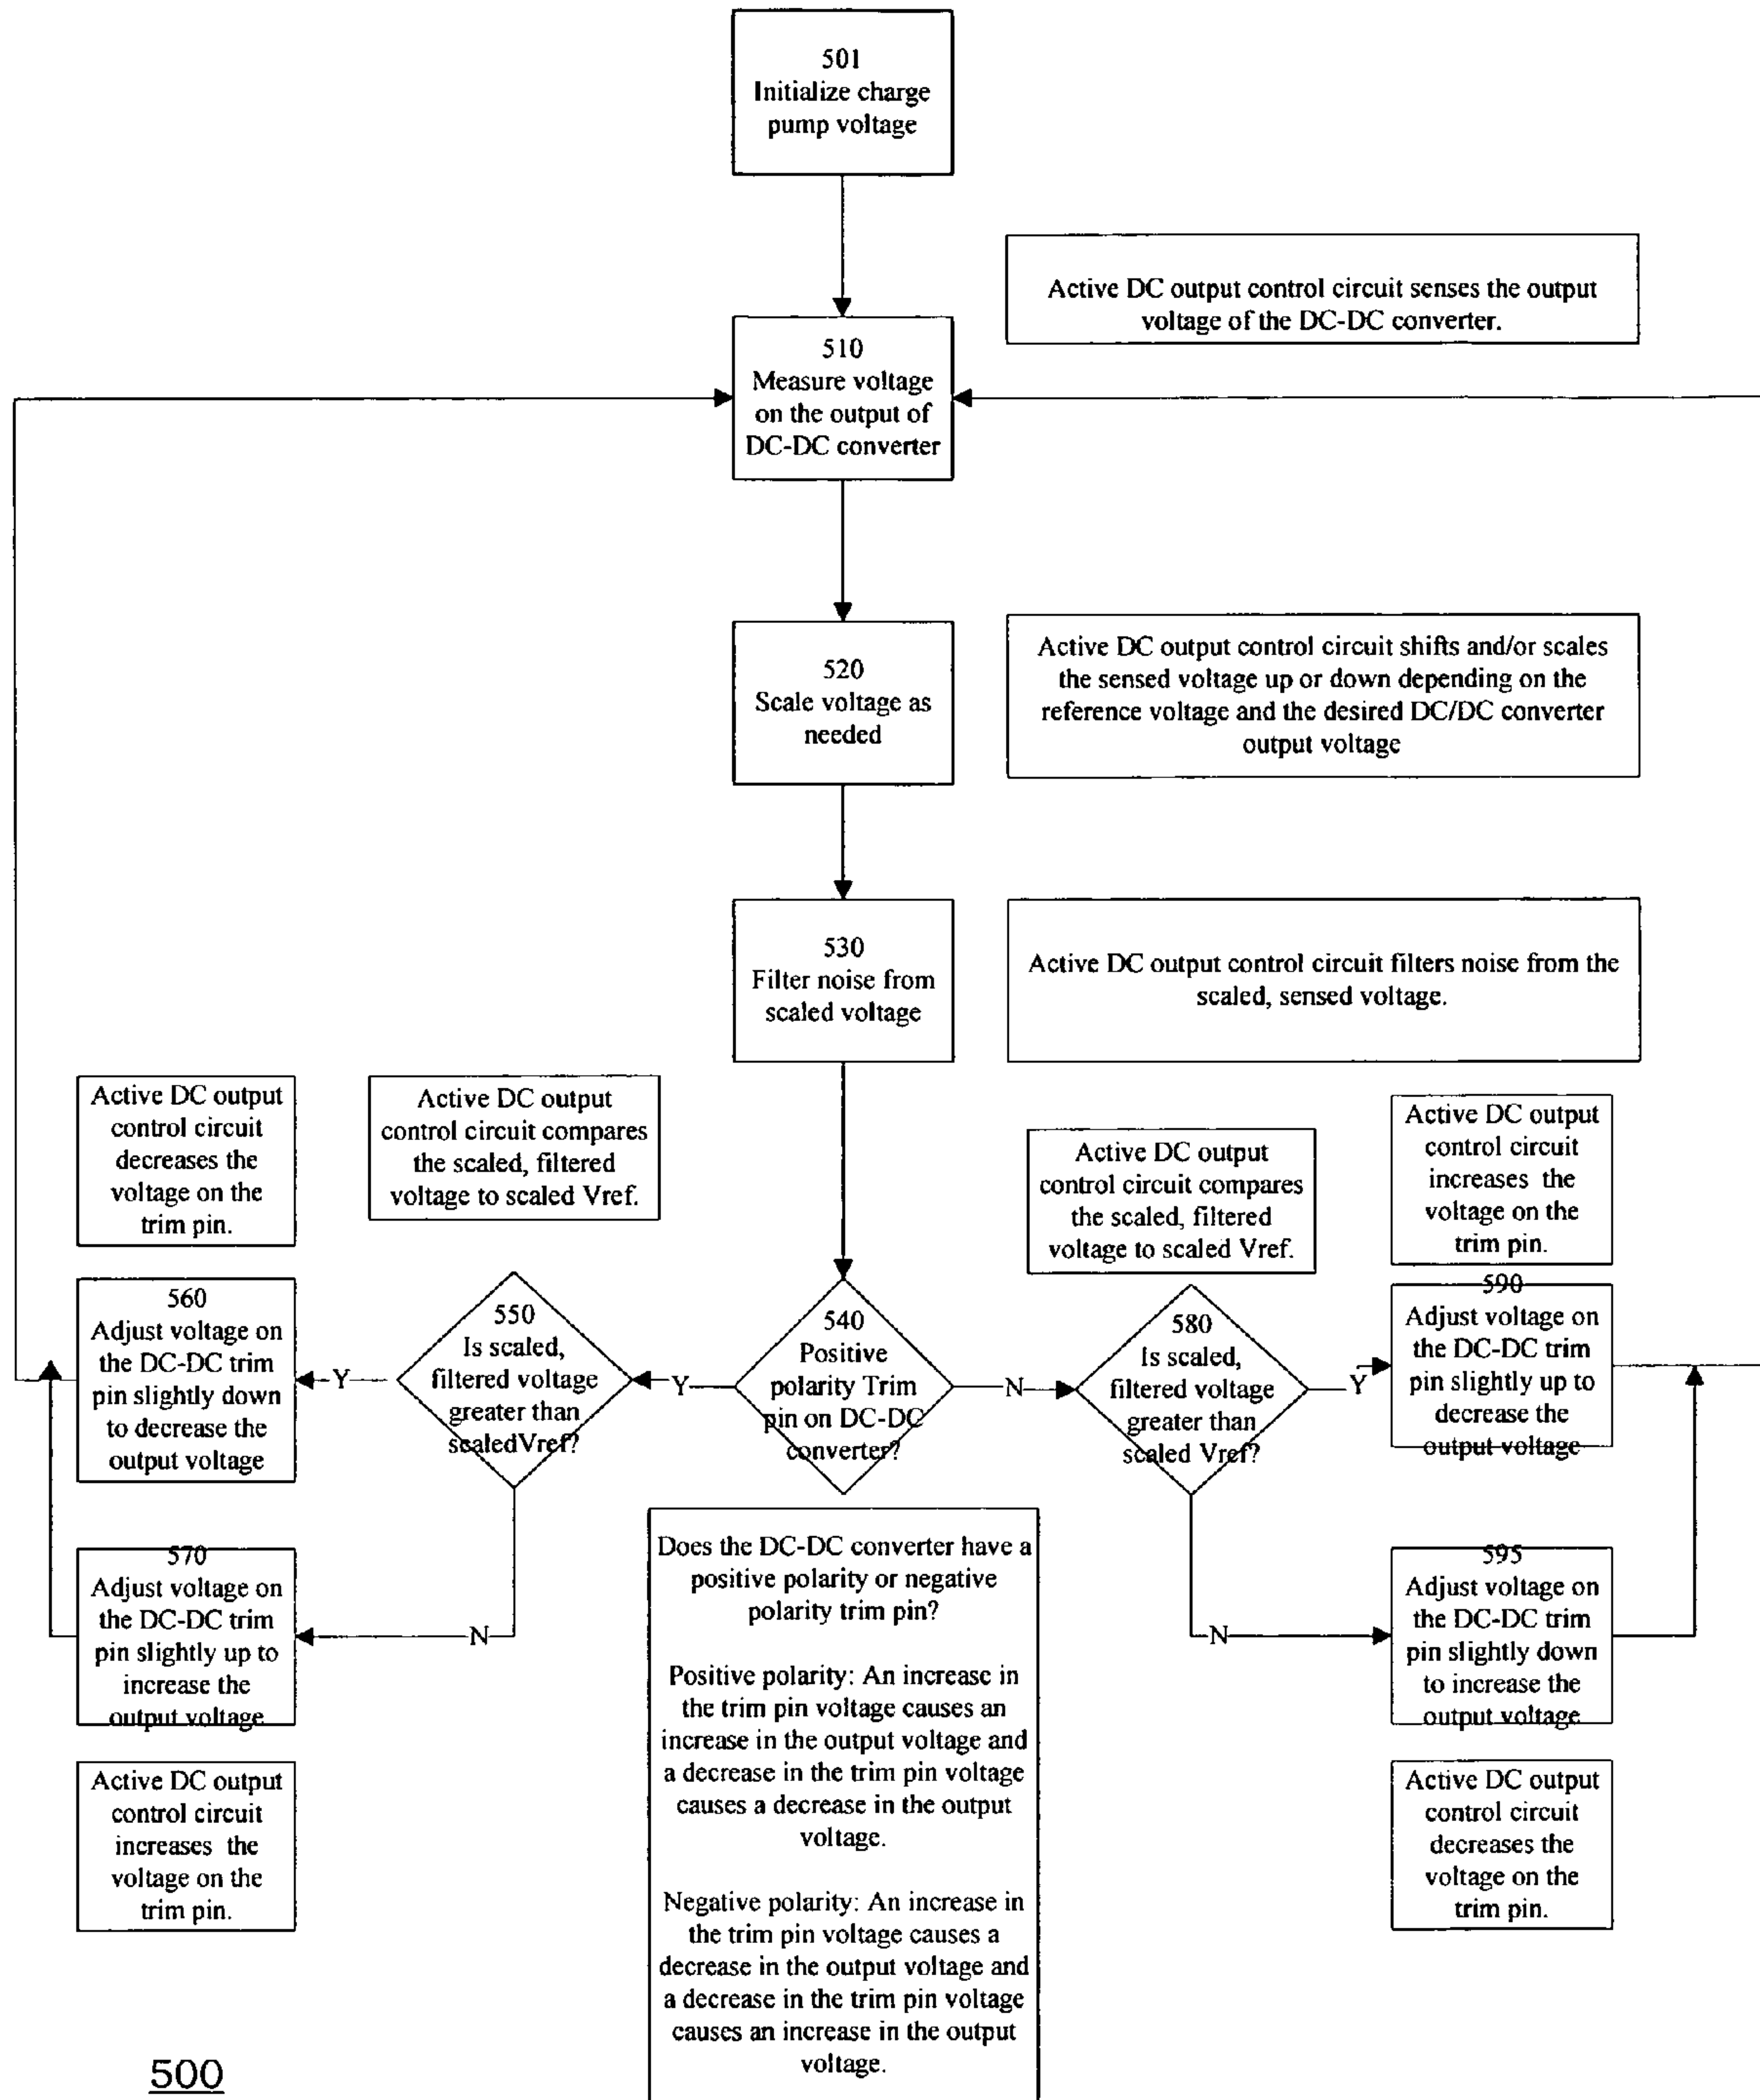 501
Initialize charge
pump voltage
Active DC output control circuit senses the output
voltage of the DC-DC converter.
510
Measure voltage
on the output of
DC-DC converter
520
Scale voltage as
needed
Active DC output control circuit shifts and/or scales
the sensed voltage up or down depending on the
reference voltage and the desired DC/DC converter
output voltage
530
Filter noise from
scaled voltage
Active DC output control circuit filters noise from the
scaled, sensed voltage.
Active DC output
control circuit
decreases the
voltage on the
trim pin.
Active DC output
control circuit compares
the scaled, filtered
voltage to scaled Vref.
Active DC output
control circuit compares
the scaled, filtered
voltage to scaled Vref.
Active DC output
control circuit
increases the
voltage on the
trim pin.
560
Adjust voltage on
the DC-DC trim
pin slightly down
to decrease the
output voltage
Y
550
Is scaled,
filtered voltage
greater than
scaledVref?
Y
540
Positive
polarity Trim
pin on DC-DC
converter?
N
580
Is scaled,
filtered voltage
greater than
scaled Vref?
Y
590
Adjust voltage on
the DC-DC trim
pin slightly up to
decrease the
output voltage
570
Adjust voltage on
the DC-DC trim
pin slightly up to
increase the
output voltage
N
Does the DC-DC converter have a
positive polarity or negative
polarity trim pin?
Positive polarity: An increase in
the trim pin voltage causes an
increase in the output voltage and
a decrease in the trim pin voltage
causes a decrease in the output
voltage.
Negative polarity: An increase in
the trim pin voltage causes a
decrease in the output voltage and
a decrease in the trim pin voltage
causes an increase in the output
voltage.
N
595
Adjust voltage on
the DC-DC trim
pin slightly down
to increase the
output voltage
Active DC output
control circuit
increases the
voltage on the
trim pin.
Active DC output
control circuit
decreases the
voltage on the
trim pin.
500